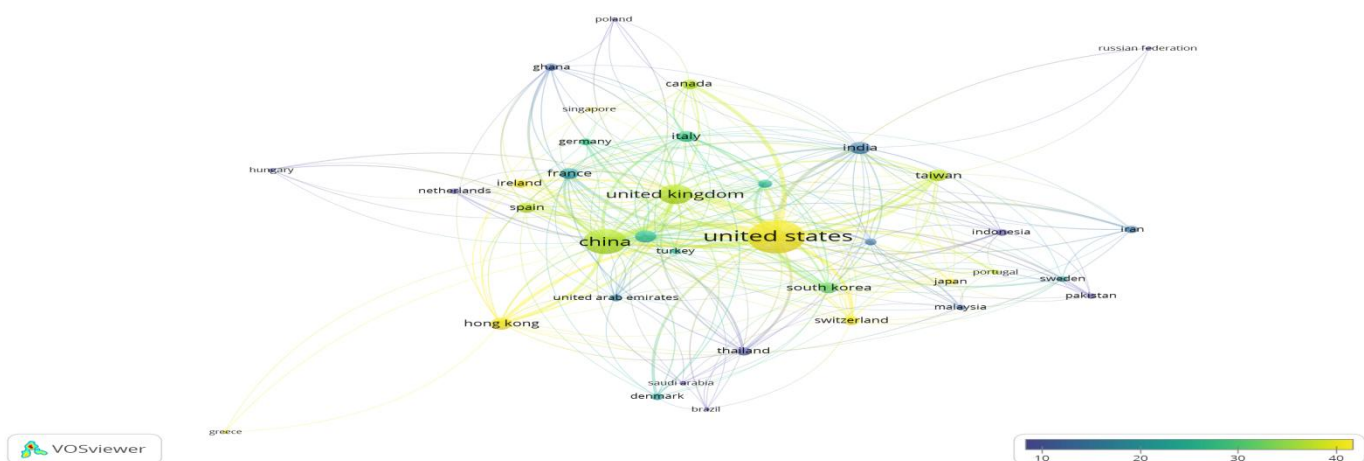 poland
russian federation
ghana
canada
singapore
italy
germany
india
hungary
france
taiwan
ireland
netherlands
united kingdom
spain
iran
indonesia
united states
china
turkey
portugal
sweden
japan
south korea
pakistan
united arab emirates
malaysia
hong kong
switzerland
thailand
saudi arabia
denmark
brazil
greece
VOSviewer
10 20 30 40